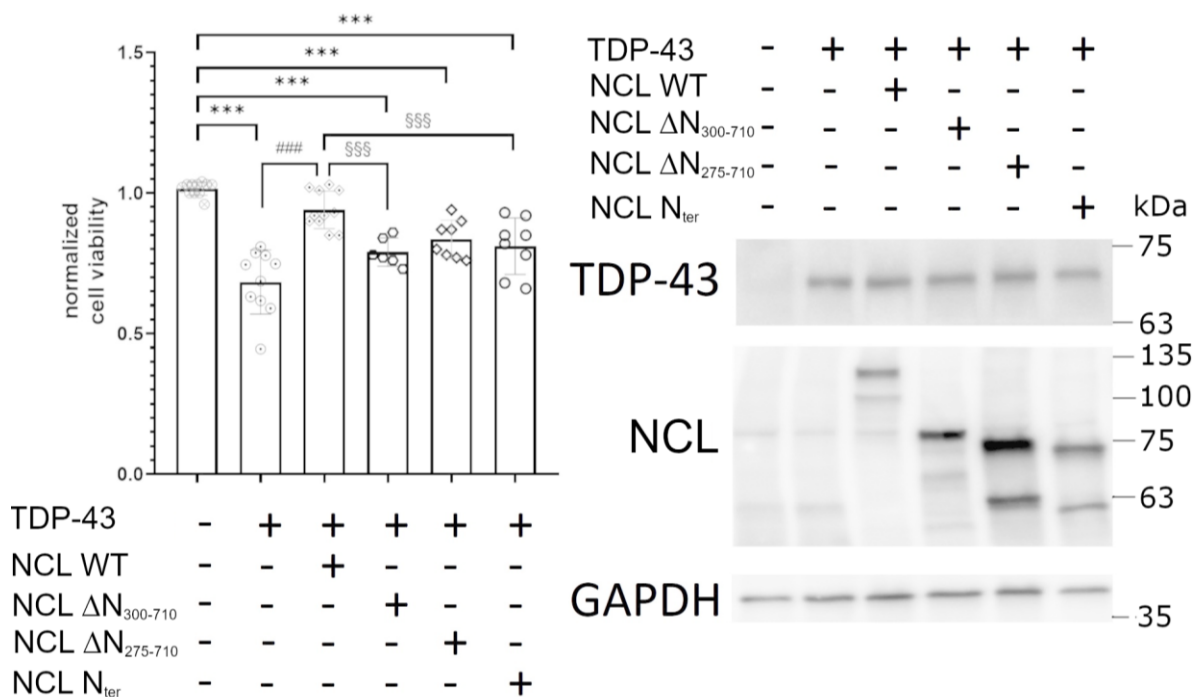 ***
***
***
***
§§§
###
§§§
1.5
1.0
0.5
0.0
normalized
cell viability
TDP-43 - + + + + +
NCL WT - - + - - -
NCL ΔN300-710 - - - + - -
NCL ΔN275-710 - - - - + -
NCL Nter - - - - - +
TDP-43 - + + + + +
NCL WT - - + - - -
NCL ΔN300-710 - - - + - -
NCL ΔN275-710 - - - - + -
NCL Nter - - - - - + kDa
75
TDP-43
63
135
100
NCL
75
63
GAPDH
35